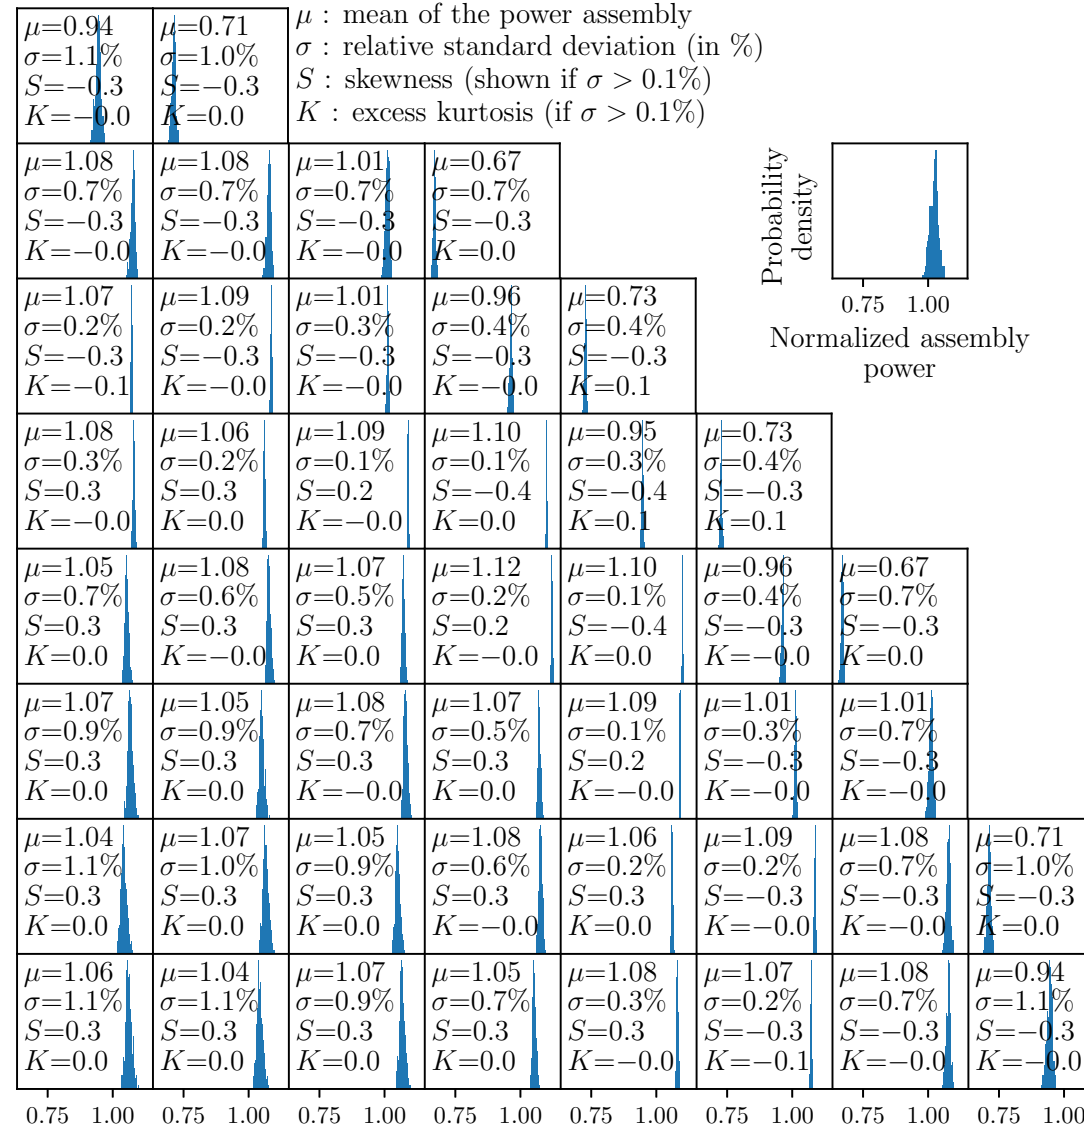 μ : mean of the power assembly
σ : relative standard deviation (in %)
S : skewness (shown if σ > 0.1%)
K : excess kurtosis (if σ > 0.1%)
μ=0.94 μ=0.71
σ=1.1% σ=1.0%
S=−0.3 S=−0.3
K=−0.0 K=0.0
μ=1.08 μ=1.08 μ=1.01 μ=0.67
σ=0.7% σ=0.7% σ=0.7% σ=0.7%
S=−0.3 S=−0.3 S=−0.3 S=−0.3
K=−0.0 K=−0.0 K=−0.0 K=0.0
Probability
density
0.75 1.00
Normalized assembly
power
μ=1.07 μ=1.09 μ=1.01 μ=0.96 μ=0.73
σ=0.2% σ=0.2% σ=0.3% σ=0.4% σ=0.4%
S=−0.3 S=−0.3 S=−0.3 S=−0.3 S=−0.3
K=−0.1 K=−0.0 K=−0.0 K=−0.0 K=0.1
μ=1.08 μ=1.06 μ=1.09 μ=1.10 μ=0.95 μ=0.73
σ=0.3% σ=0.2% σ=0.1% σ=0.1% σ=0.3% σ=0.4%
S=0.3 S=0.3 S=0.2 S=−0.4 S=−0.4 S=−0.3
K=−0.0 K=0.0 K=−0.0 K=0.0 K=0.1 K=0.1
μ=1.05 μ=1.08 μ=1.07 μ=1.12 μ=1.10 μ=0.96 μ=0.67
σ=0.7% σ=0.6% σ=0.5% σ=0.2% σ=0.1% σ=0.4% σ=0.7%
S=0.3 S=0.3 S=0.3 S=0.2 S=−0.4 S=−0.3 S=−0.3
K=0.0 K=−0.0 K=0.0 K=−0.0 K=0.0 K=−0.0 K=0.0
μ=1.07 μ=1.05 μ=1.08 μ=1.07 μ=1.09 μ=1.01 μ=1.01
σ=0.9% σ=0.9% σ=0.7% σ=0.5% σ=0.1% σ=0.3% σ=0.7%
S=0.3 S=0.3 S=0.3 S=0.3 S=0.2 S=−0.3 S=−0.3
K=0.0 K=0.0 K=−0.0 K=0.0 K=−0.0 K=−0.0 K=−0.0
μ=1.04 μ=1.07 μ=1.05 μ=1.08 μ=1.06 μ=1.09 μ=1.08 μ=0.71
σ=1.1% σ=1.0% σ=0.9% σ=0.6% σ=0.2% σ=0.2% σ=0.7% σ=1.0%
S=0.3 S=0.3 S=0.3 S=0.3 S=0.3 S=−0.3 S=−0.3 S=−0.3
K=0.0 K=0.0 K=0.0 K=−0.0 K=0.0 K=−0.0 K=−0.0 K=0.0
μ=1.06 μ=1.04 μ=1.07 μ=1.05 μ=1.08 μ=1.07 μ=1.08 μ=0.94
σ=1.1% σ=1.1% σ=0.9% σ=0.7% σ=0.3% σ=0.2% σ=0.7% σ=1.1%
S=0.3 S=0.3 S=0.3 S=0.3 S=0.3 S=−0.3 S=−0.3 S=−0.3
K=0.0 K=0.0 K=0.0 K=0.0 K=−0.0 K=−0.1 K=−0.0 K=−0.0
0.75 1.00 0.75 1.00 0.75 1.00 0.75 1.00 0.75 1.00 0.75 1.00 0.75 1.00 0.75 1.00